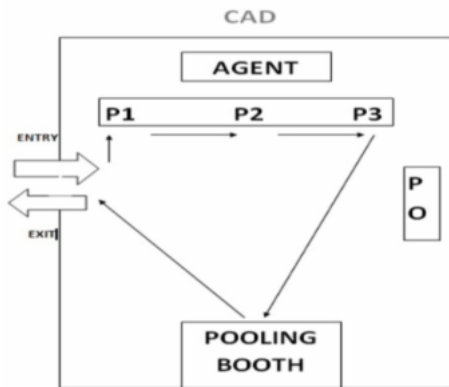 CAD
AGENT
P1 P2 P3
ENTRY
P
O
EXIT
POOLING
BOOTH